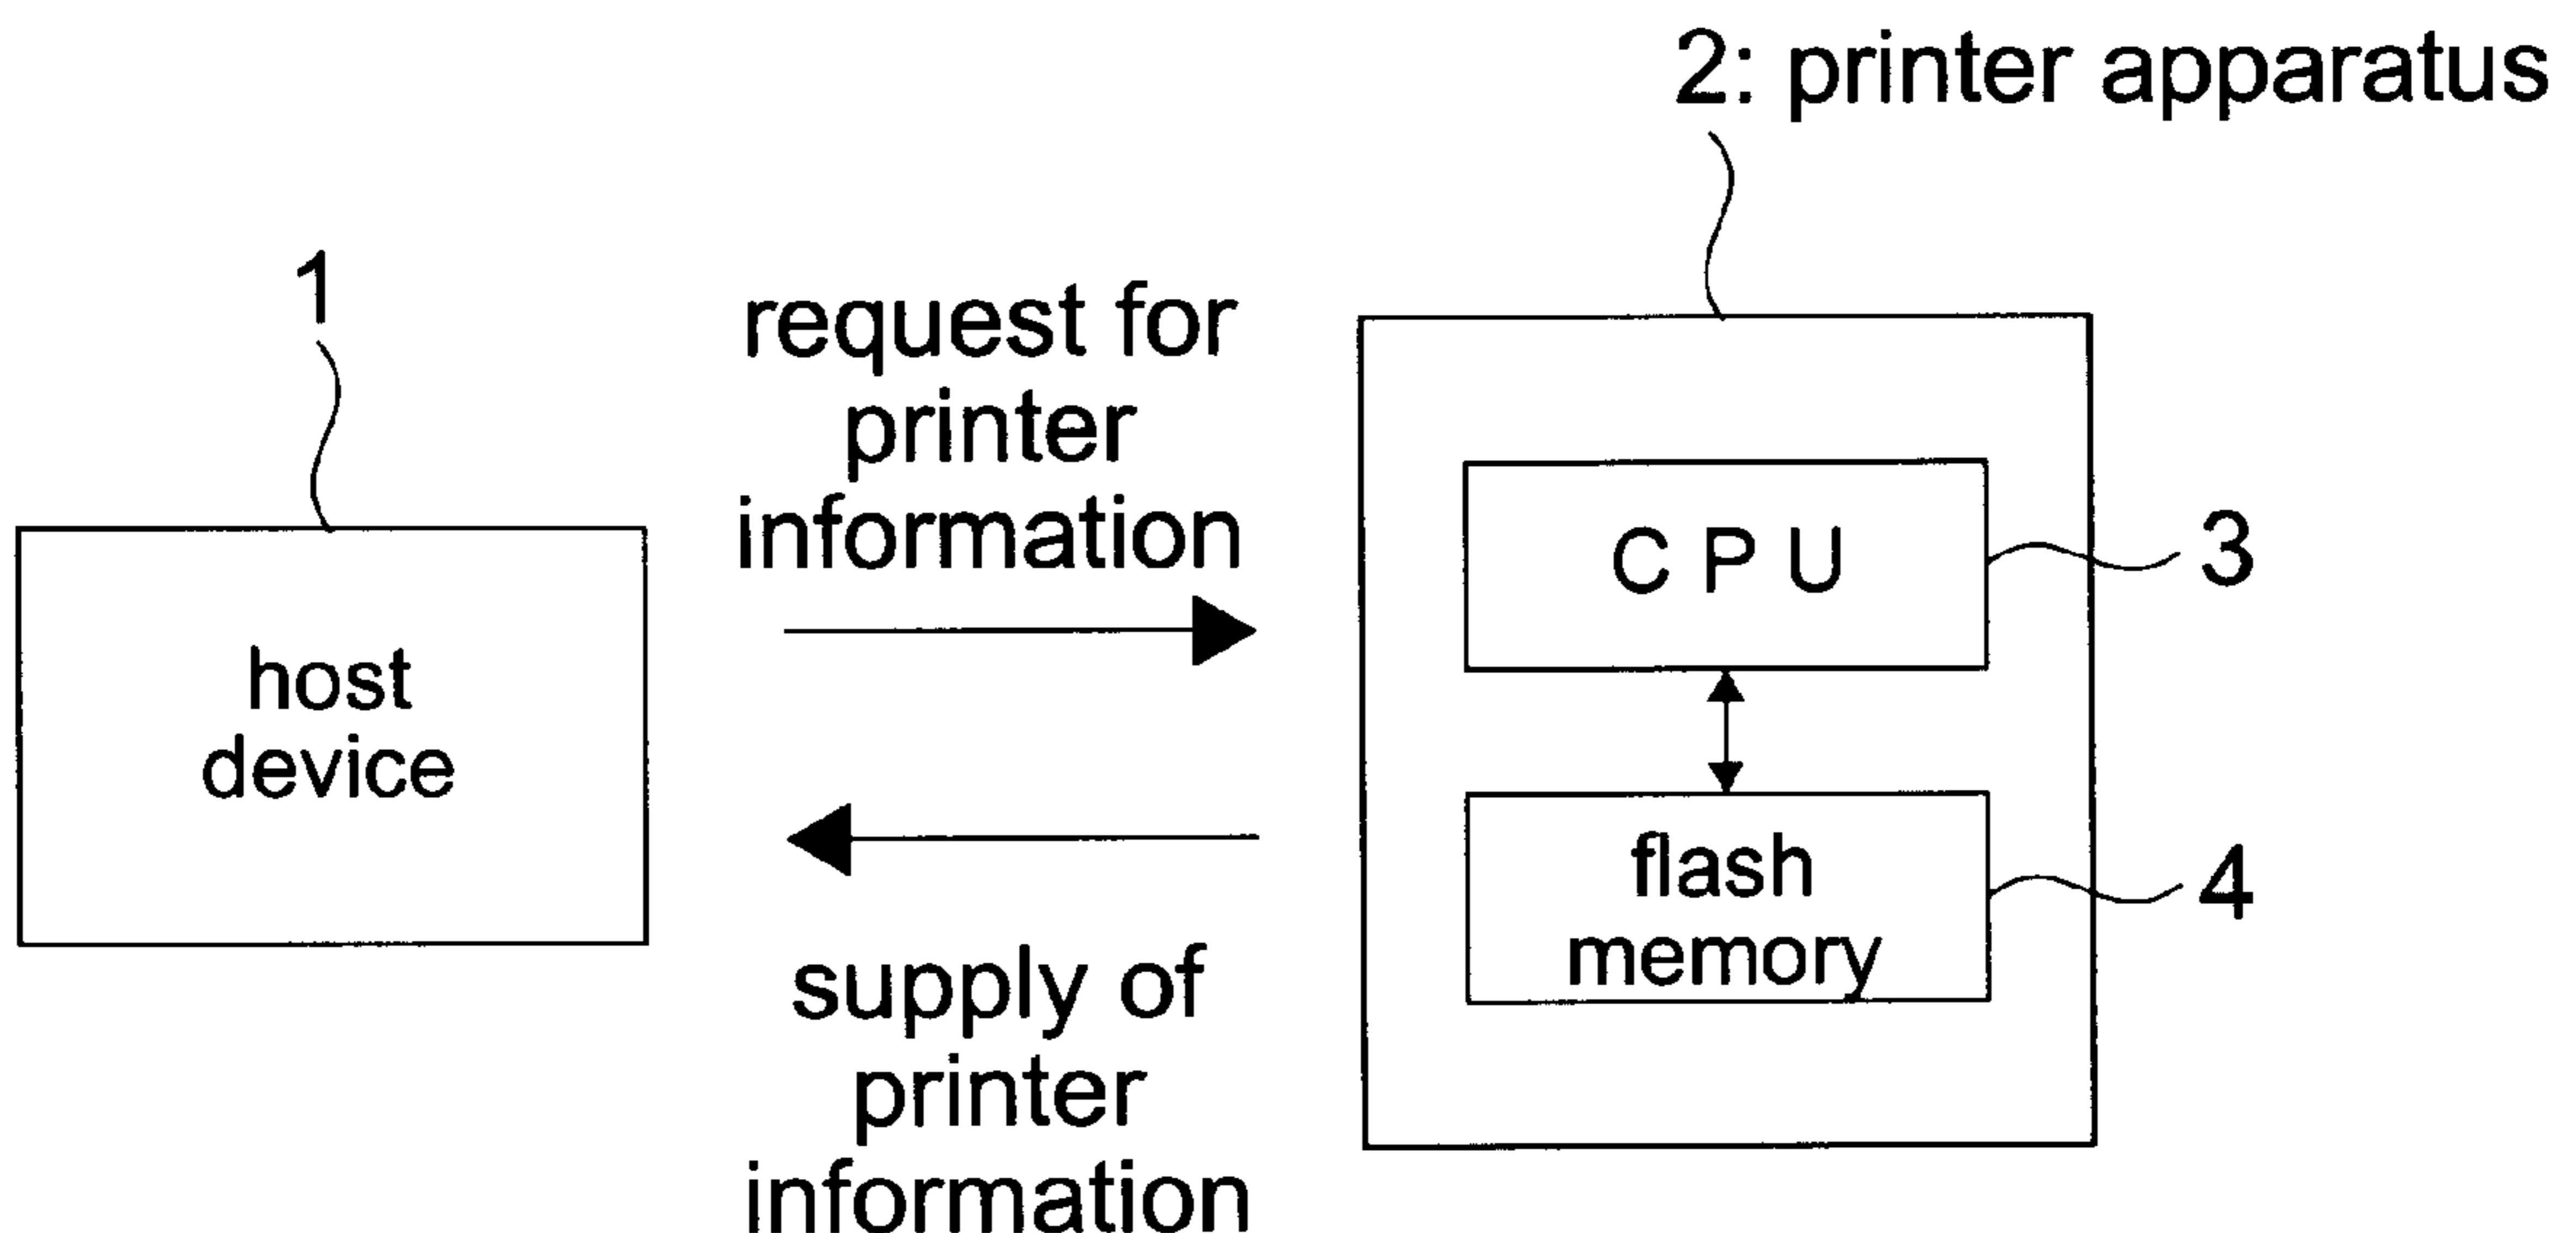 2: printer apparatus
1
request for
printer
information
host
device
C P U
3
flash
memory
4
supply of
printer
information